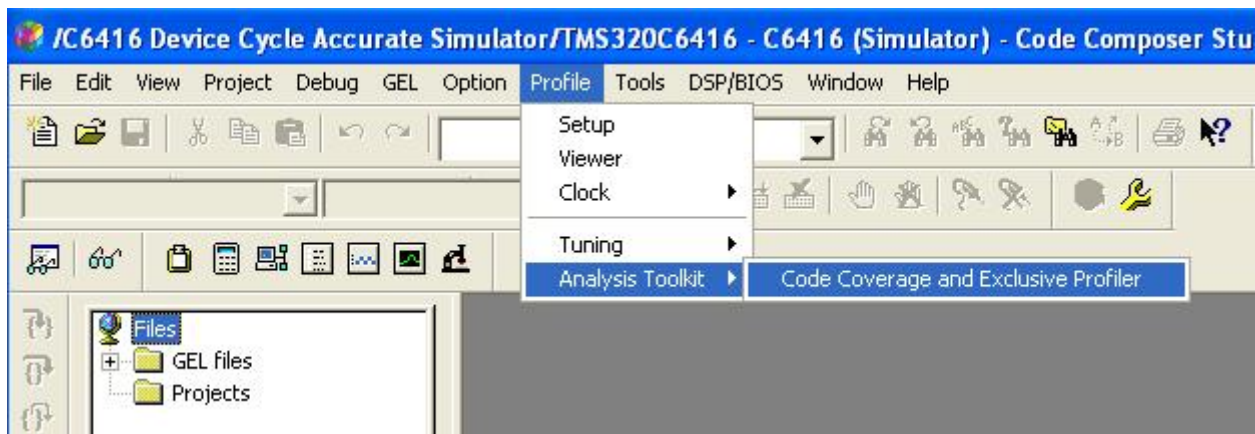 /C6416 Device Cycle Accurate Simulator/TMS320C6416 - C6416 (Simulator) - Code Composer Stu
File Edit View Project Debug GEL Option Profile Tools DSP/BIOS Window Help
Setup
Viewer
Clock
Tuning
Analysis Toolkit
Code Coverage and Exclusive Profiler
Files
GEL files
Projects